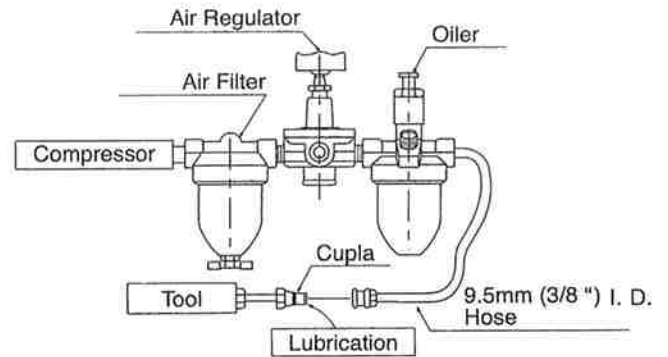 Air Regulator
Oiler
Air Filter
Compressor
Cupla
Tool
9.5mm (3/8 ") I. D.
Hose
Lubrication